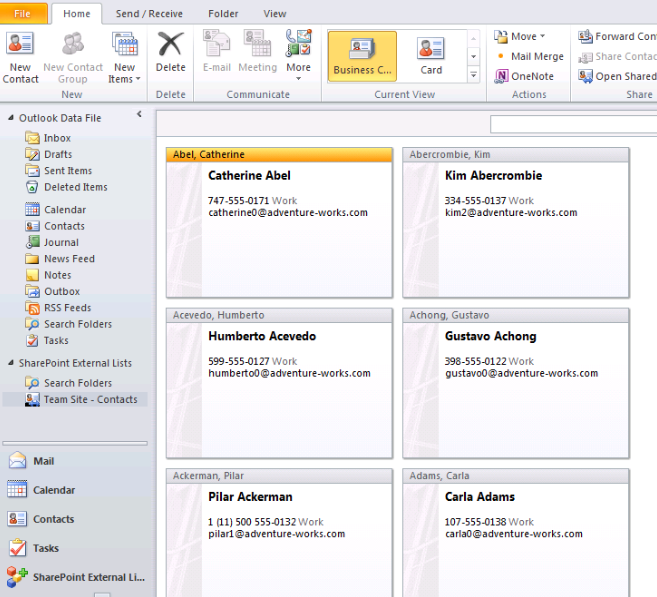 File Home Send / Receive Folder View
New Contact
New Contact Group
New Items
Delete
E-mail
Meeting
More
Business C...
Card
Move
Mail Merge
OneNote
Forward Con
Share Contac
Open Shared
New Delete Communicate Current View Actions Share
Outlook Data File
Inbox
Drafts
Sent Items
Deleted Items
Calendar
Contacts
Journal
News Feed
Notes
Outbox
RSS Feeds
Search Folders
Tasks
SharePoint External Lists
Search Folders
Team Site - Contacts
Mail
Calendar
Contacts
Tasks
SharePoint External Li...
Abel, Catherine
Catherine Abel
747-555-0171 Work
catherine0@adventure-works.com
Abercrombie, Kim
Kim Abercrombie
334-555-0137 Work
kim2@adventure-works.com
Acevedo, Humberto
Humberto Acevedo
599-555-0127 Work
humberto0@adventure-works.com
Achong, Gustavo
Gustavo Achong
398-555-0122 Work
gustavo0@adventure-works.com
Ackerman, Pilar
Pilar Ackerman
1 (11) 500 555-0132 Work
pilar1@adventure-works.com
Adams, Carla
Carla Adams
107-555-0138 Work
carla0@adventure-works.com